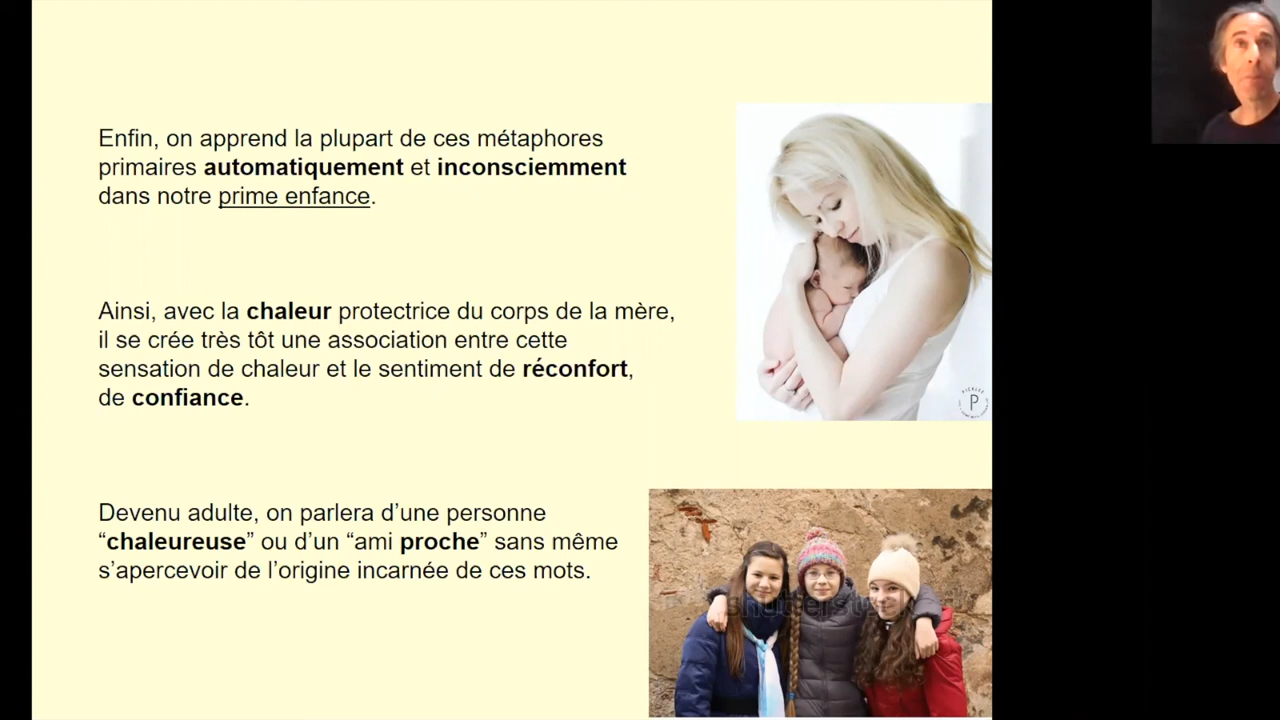 Enfin, on apprend la plupart de ces métaphores
primaires automatiquement et inconsciemment
dans notre prime enfance.
Ainsi, avec la chaleur protectrice du corps de la mère,
il se crée très tôt une association entre cette
sensation de chaleur et le sentiment de réconfort,
de confiance.
P
Devenu adulte, on parlera d’une personne
“chaleureuse” ou d’un “ami proche” sans même
s’apercevoir de l’origine incarnée de ces mots.